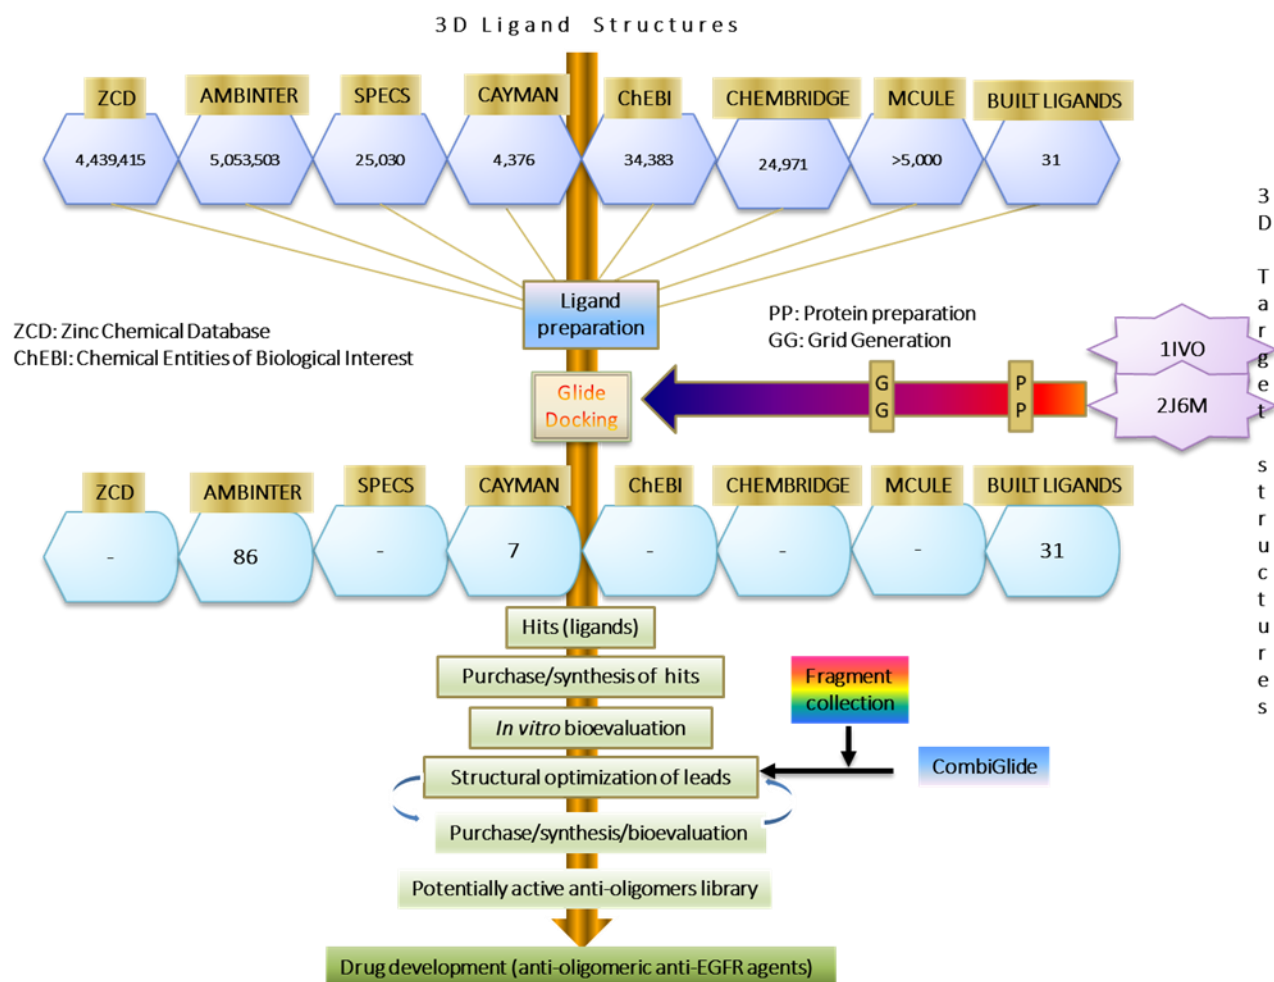 3D Ligand Structures
ZCD
AMBINTER
SPECS
CAYMAN
ChEBI
CHEMBRIDGE
MCULE
BUILT LIGANDS
4,439,415
5,053,503
25,030
4,376
34,383
24,971
>5,000
31
3D Target structures
Ligand
preparation
ZCD: Zinc Chemical Database
ChEBI: Chemical Entities of Biological Interest
PP: Protein preparation
GG: Grid Generation
1IVO
2J6M
GG
PP
Glide
Docking
ZCD
AMBINTER
SPECS
CAYMAN
ChEBI
CHEMBRIDGE
MCULE
BUILT LIGANDS
-
86
-
7
-
-
-
31
Hits (ligands)
Purchase/synthesis of hits
In vitro bioevaluation
Fragment
collection
Structural optimization of leads
CombiGlide
Purchase/synthesis/bioevaluation
Potentially active anti-oligomers library
Drug development (anti-oligomeric anti-EGFR agents)